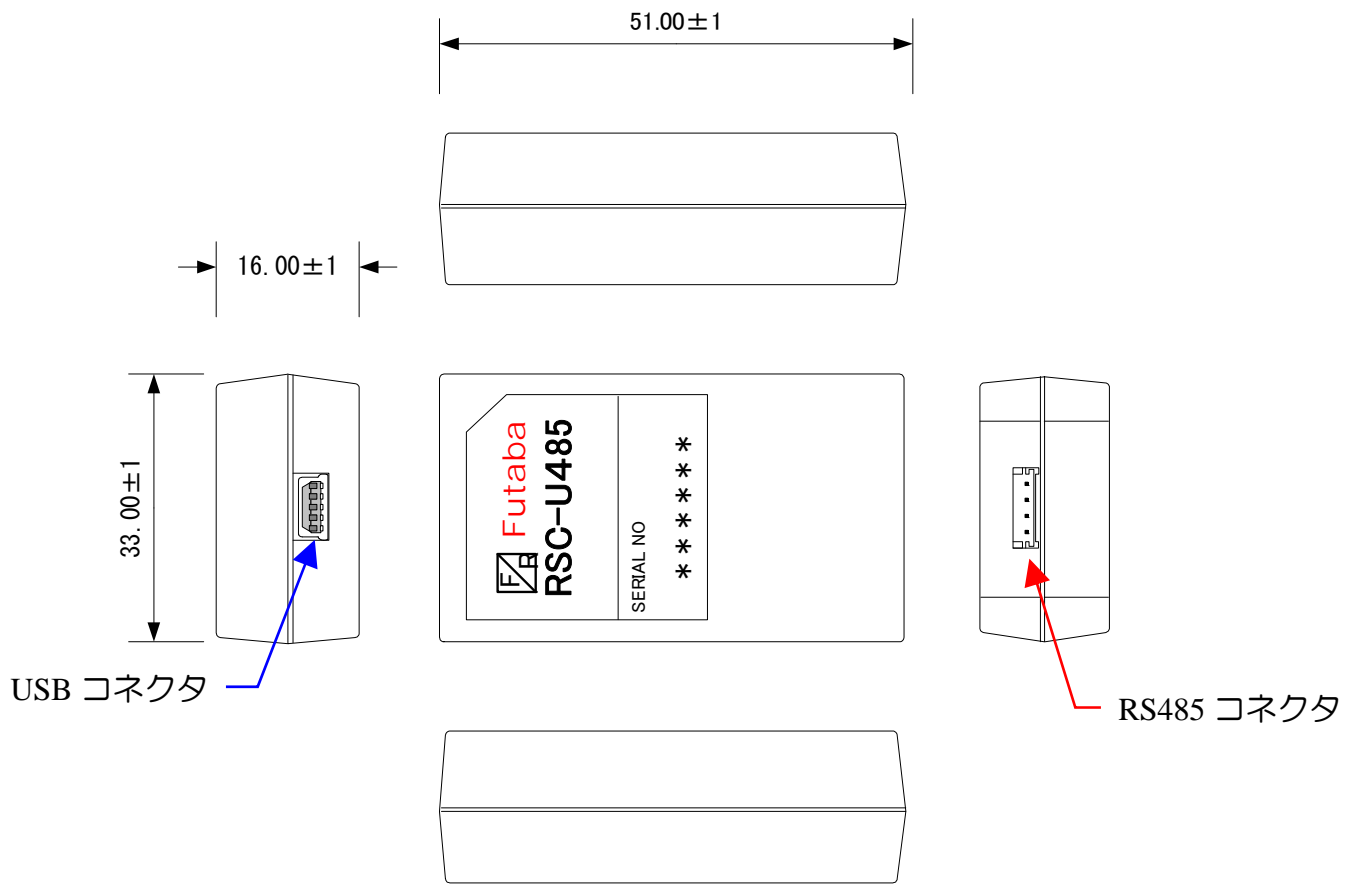 51.00±1
16.00±1
33.00±1
FR Futaba
RSC-U485
SERIAL NO
******
USB コネクタ
RS485 コネクタ